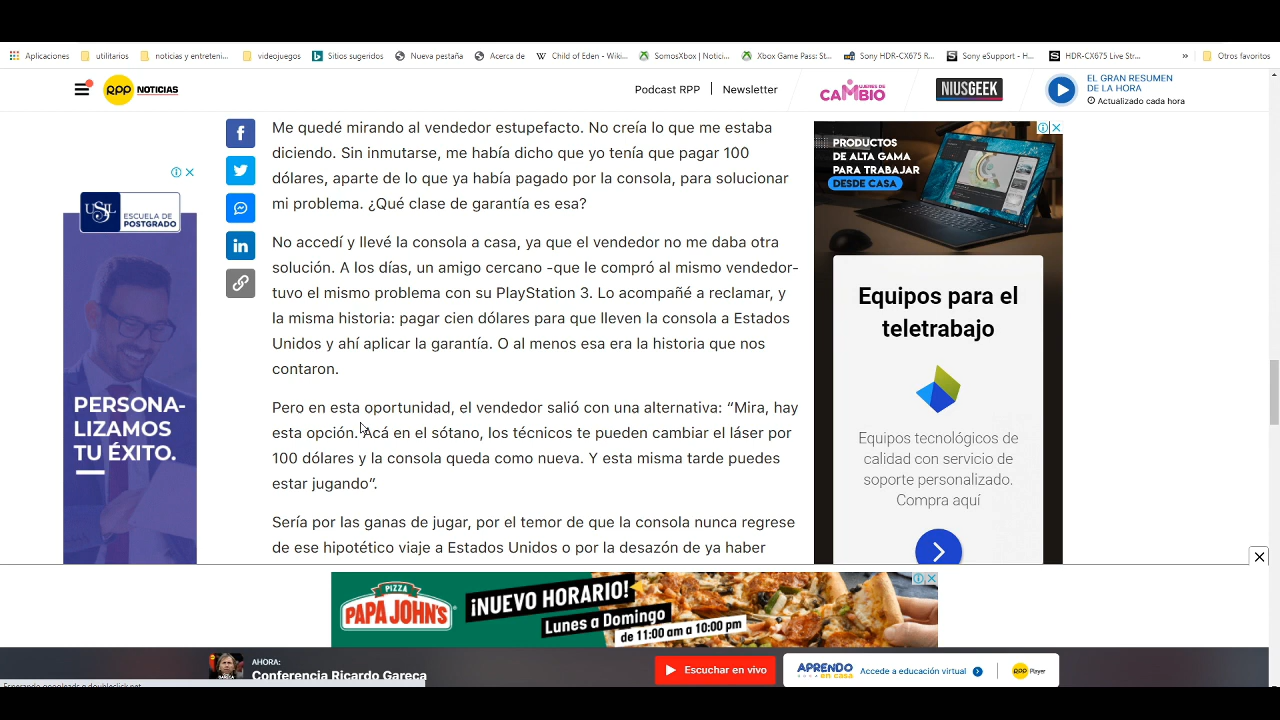 Aplicaciones utilitarios noticias y entreteni... videojuegos Sitios sugeridos Nueva pestaña Acerca de Child of Eden - Wiki... SomosXbox | Notici... Xbox Game Pass: St... Sony HDR-CX675 R... Sony eSupport - H... HDR-CX675 Live Str... » Otros favoritos
RPP NOTICIAS
Podcast RPP | Newsletter
MUJERES DE CAMBIO
NIUSGEEK
EL GRAN RESUMEN
DE LA HORA
Actualizado cada hora
Me quedé mirando al vendedor estupefacto. No creía lo que me estaba
diciendo. Sin inmutarse, me había dicho que yo tenía que pagar 100
dólares, aparte de lo que ya había pagado por la consola, para solucionar
mi problema. ¿Qué clase de garantía es esa?
No accedí y llevé la consola a casa, ya que el vendedor no me daba otra
solución. A los días, un amigo cercano -que le compró al mismo vendedor-
tuvo el mismo problema con su PlayStation 3. Lo acompañé a reclamar, y
la misma historia: pagar cien dólares para que lleven la consola a Estados
Unidos y ahí aplicar la garantía. O al menos esa era la historia que nos
contaron.
Pero en esta oportunidad, el vendedor salió con una alternativa: “Mira, hay
esta opción. Acá en el sótano, los técnicos te pueden cambiar el láser por
100 dólares y la consola queda como nueva. Y esta misma tarde puedes
estar jugando”.
Sería por las ganas de jugar, por el temor de que la consola nunca regrese
de ese hipotético viaje a Estados Unidos o por la desazón de ya haber
USIL
ESCUELA DE
POSTGRADO
PERSONA-
LIZAMOS
TU ÉXITO.
PRODUCTOS
DE ALTA GAMA
PARA TRABAJAR
DESDE CASA
Equipos para el
teletrabajo
Equipos tecnológicos de
calidad con servicio de
soporte personalizado.
Compra aquí
PIZZA
PAPA JOHN'S
¡NUEVO HORARIO!
Lunes a Domingo
de 11:00 am a 10:00 pm
AHORA:
Conferencia Ricardo Gareca
Escuchar en vivo
APRENDO
en casa
Accede a educación virtual
RPP Player